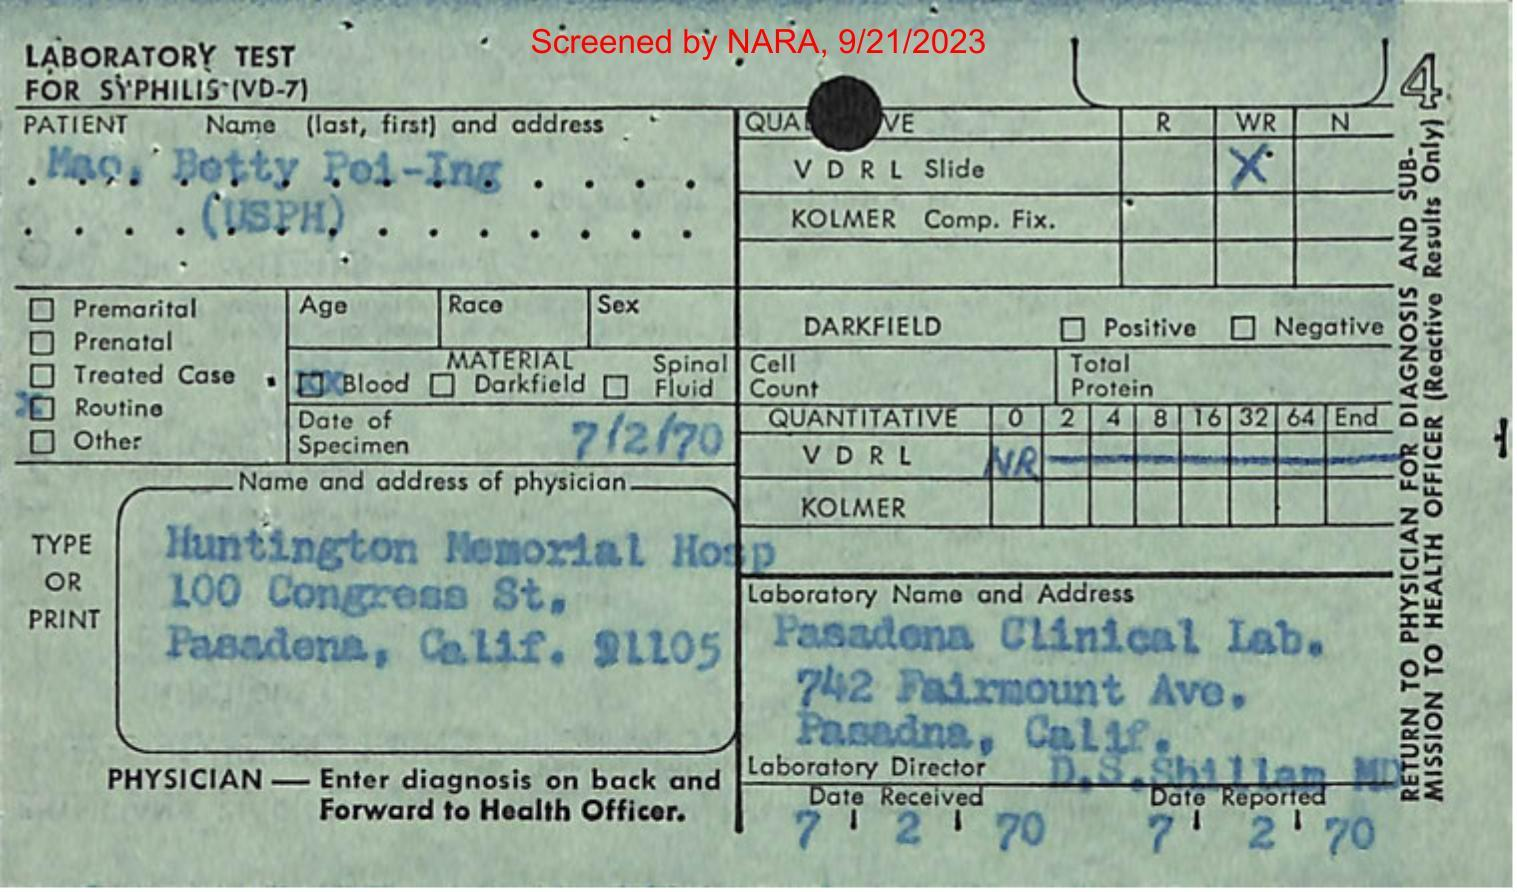 Screened by NARA, 9/21/2023
LABORATORY TEST
FOR SYPHILIS (VD-7)
4
PATIENT Name (last, first) and address
Mao, Betty Pei-Ing
(USPH)
Premarital
Prenatal
Treated Case
X Routine
Other
Age Race Sex
MATERIAL
XX Blood Darkfield Spinal Fluid
Date of
Specimen 7/2/70
Name and address of physician
TYPE
OR
PRINT
Huntington Memorial Hosp
100 Congress St.
Pasadena, Calif. 91105
PHYSICIAN — Enter diagnosis on back and
Forward to Health Officer.
R WR N
V D R L Slide X
KOLMER Comp. Fix.
DARKFIELD Positive Negative
Cell
Count
Total
Protein
QUANTITATIVE 0 2 4 8 16 32 64 End
V D R L NR
KOLMER
Laboratory Name and Address
Pasadena Clinical Lab.
742 Fairmount Ave.
Pasadna, Calif.
Laboratory Director D.S.Shillam MD
Date Received Date Reported
7 2 70 7 2 70
RETURN TO PHYSICIAN FOR DIAGNOSIS AND SUB-
MISSION TO HEALTH OFFICER (Reactive Results Only)